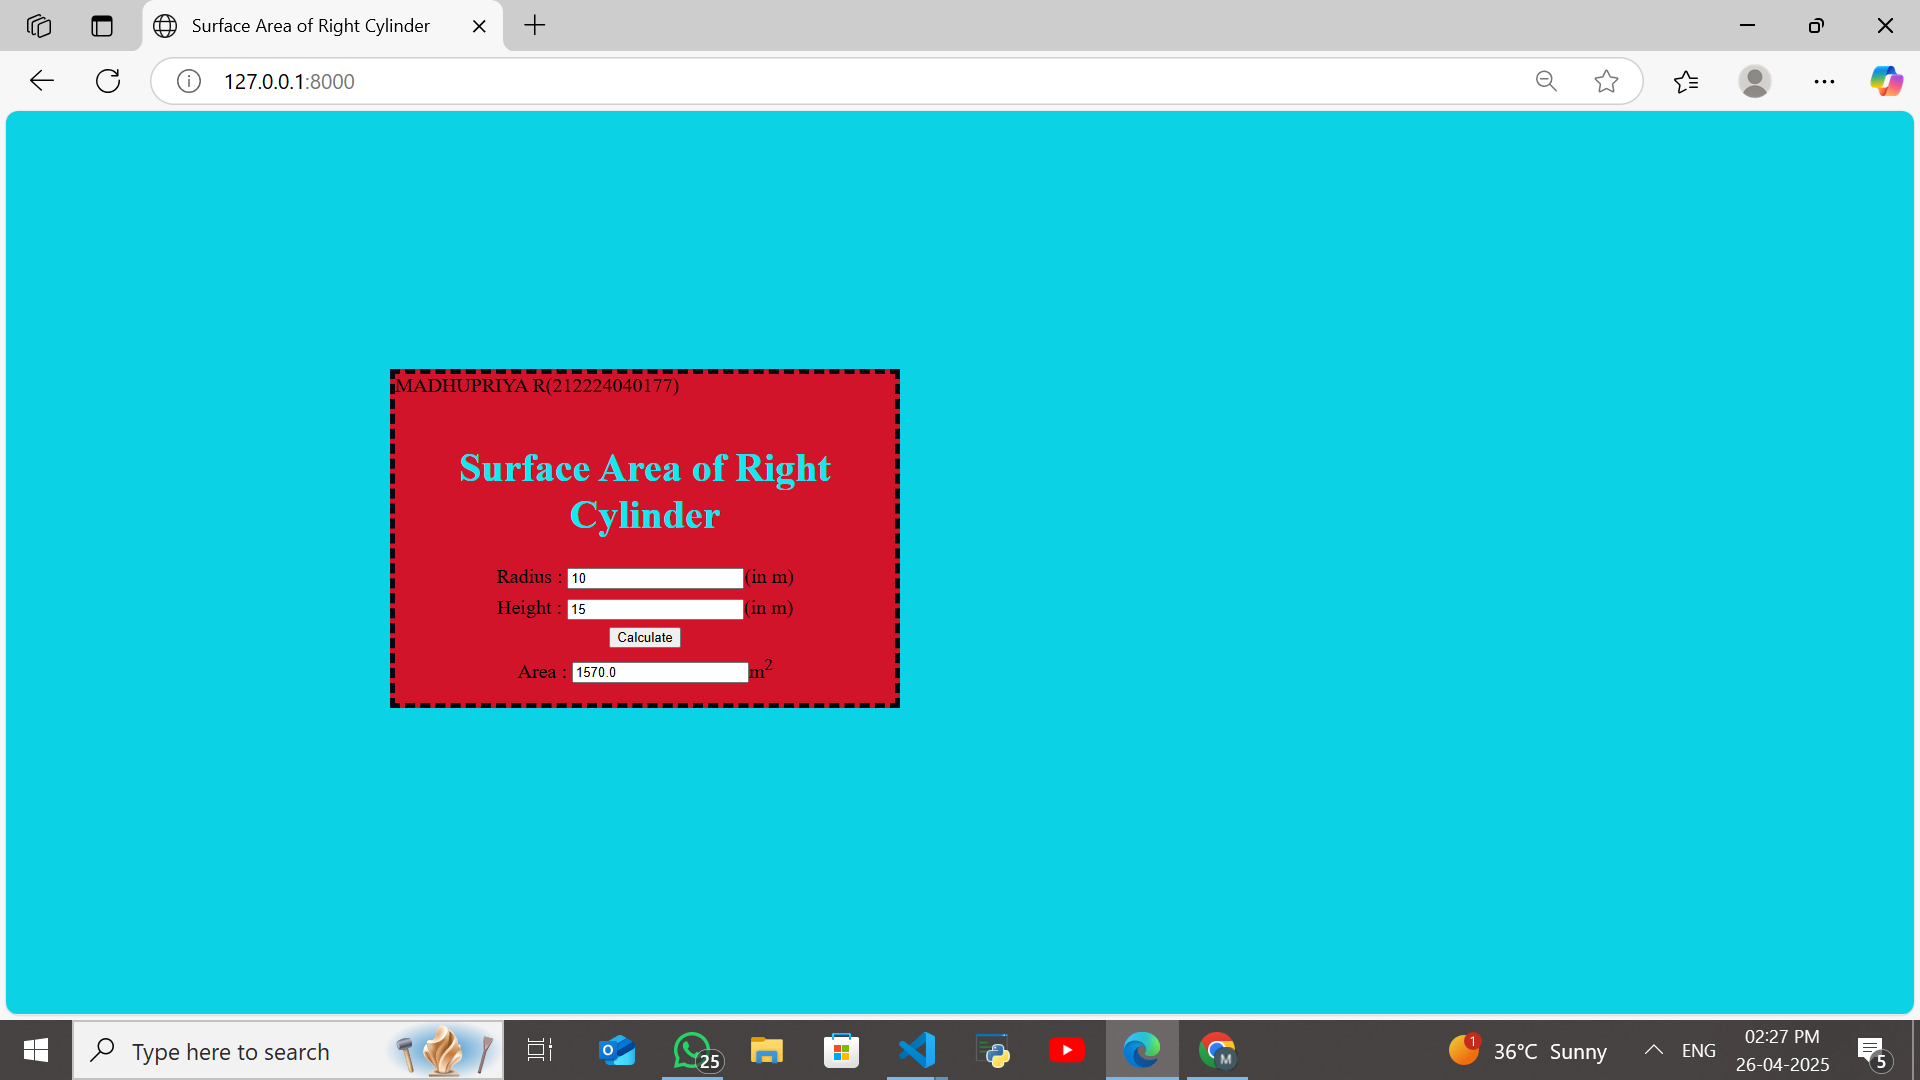 Surface Area of Right Cylinder
127.0.0.1:8000
MADHUPRIYA R(212224040177)
Surface Area of Right
Cylinder
Radius : 10 (in m)
Height : 15 (in m)
Calculate
Area : 1570.0 m²
Type here to search
25
M
1
36°C Sunny
ENG
02:27 PM
26-04-2025
5